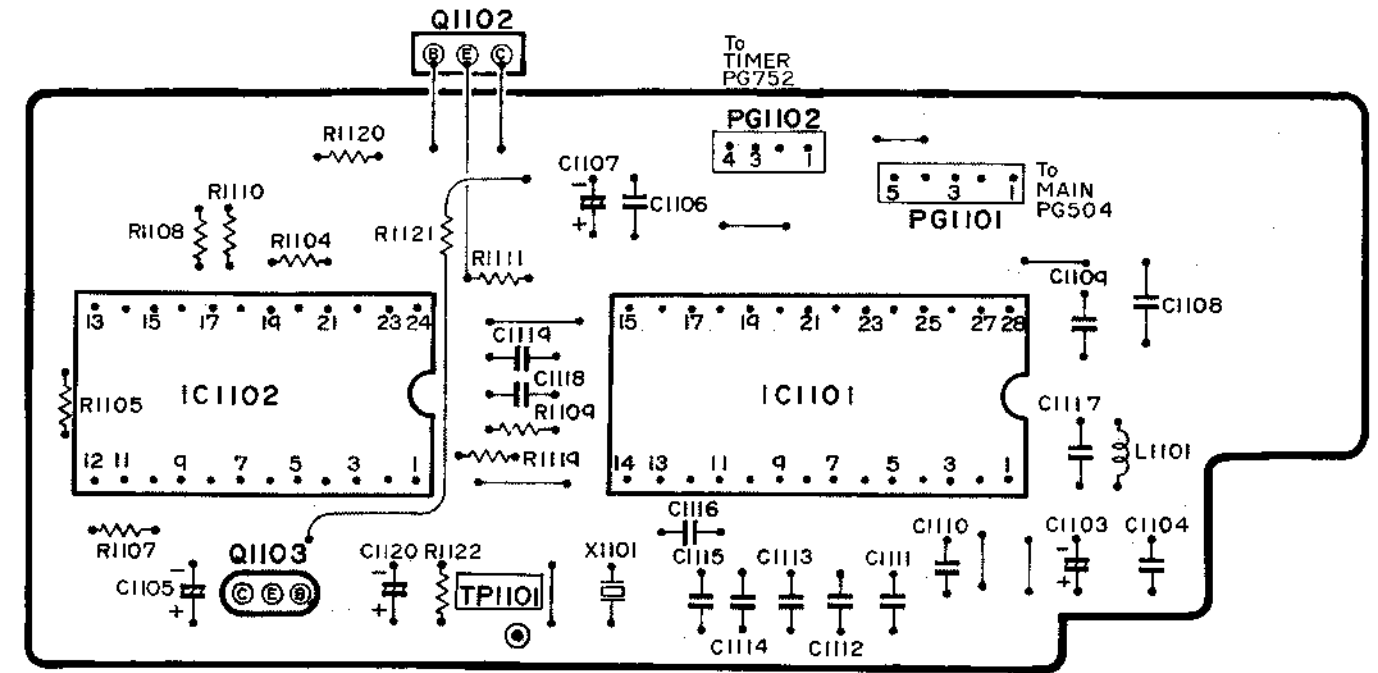 Q1102
B E C
To
TIMER
PG752
PG1102
4 3 1
R1120
C1107
-
+
C1106
5 3 1
To
MAIN
PG504
PG1101
R1110
R1108
R1104
R1121
R1111
C1109
C1108
13 15 17 19 21 23 24
15 17 19 21 23 25 27 28
C1119
C1118
R1109
R1119
IC1102
IC1101
R1105
C1117
L1101
12 11 9 7 5 3 1
14 13 11 9 7 5 3 1
R1107
Q1103
C E B
C1105
-
+
C1120
-
+
R1122
TP1101
X1101
C1116
C1115
C1113
C1111
C1110
C1103
-
+
C1104
C1114
C1112